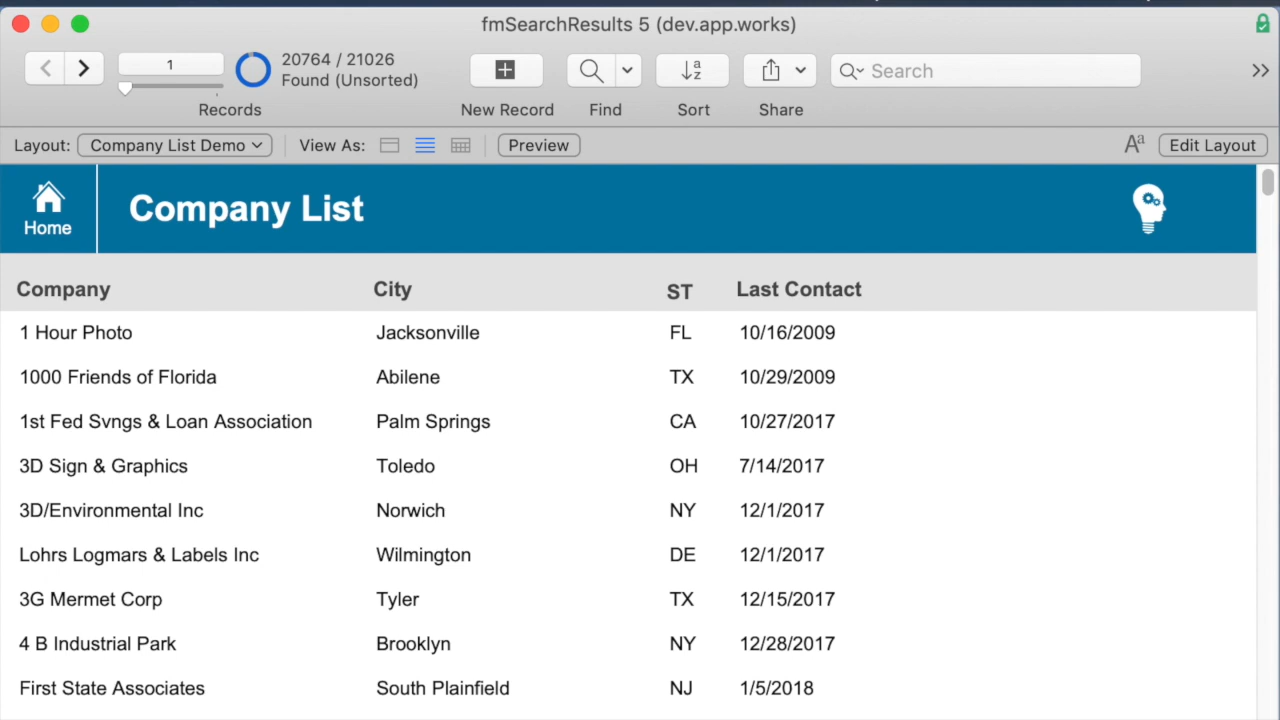 fmSearchResults 5 (dev.app.works)
1
20764 / 21026
Found (Unsorted)
Search
Records
New Record
Find
Sort
Share
Layout: Company List Demo View As: Preview Aa Edit Layout
Home
Company List
Company City ST Last Contact
1 Hour Photo Jacksonville FL 10/16/2009
1000 Friends of Florida Abilene TX 10/29/2009
1st Fed Svngs & Loan Association Palm Springs CA 10/27/2017
3D Sign & Graphics Toledo OH 7/14/2017
3D/Environmental Inc Norwich NY 12/1/2017
Lohrs Logmars & Labels Inc Wilmington DE 12/1/2017
3G Mermet Corp Tyler TX 12/15/2017
4 B Industrial Park Brooklyn NY 12/28/2017
First State Associates South Plainfield NJ 1/5/2018